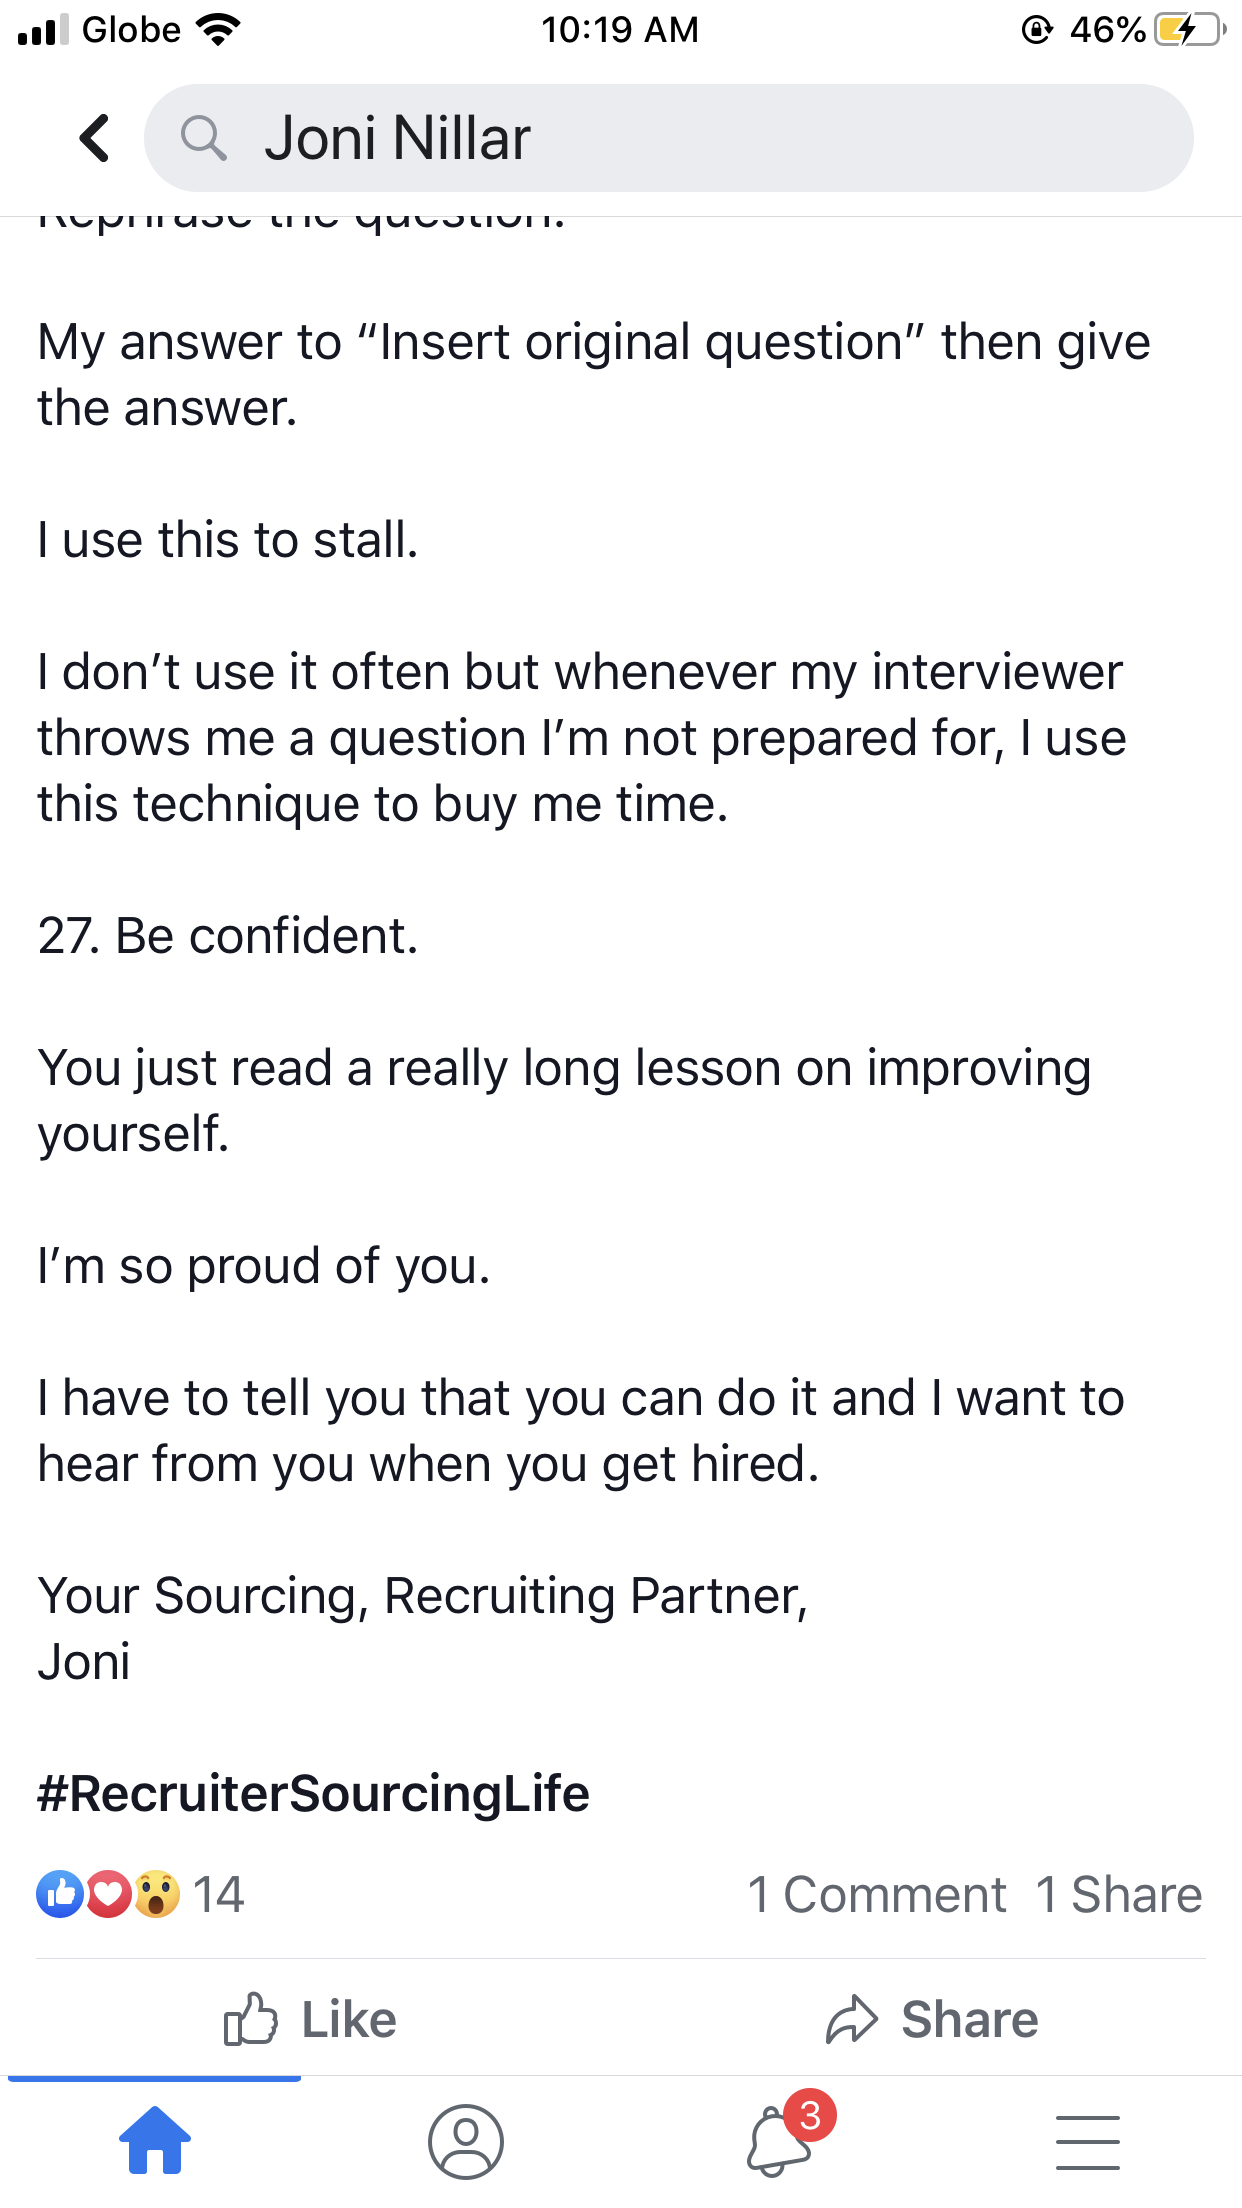 Globe 10:19 AM 46%
Joni Nillar
Rephrase the question.
My answer to “Insert original question” then give
the answer.
I use this to stall.
I don’t use it often but whenever my interviewer
throws me a question I’m not prepared for, I use
this technique to buy me time.
27. Be confident.
You just read a really long lesson on improving
yourself.
I’m so proud of you.
I have to tell you that you can do it and I want to
hear from you when you get hired.
Your Sourcing, Recruiting Partner,
Joni
#RecruiterSourcingLife
14 1 Comment 1 Share
Like Share
3